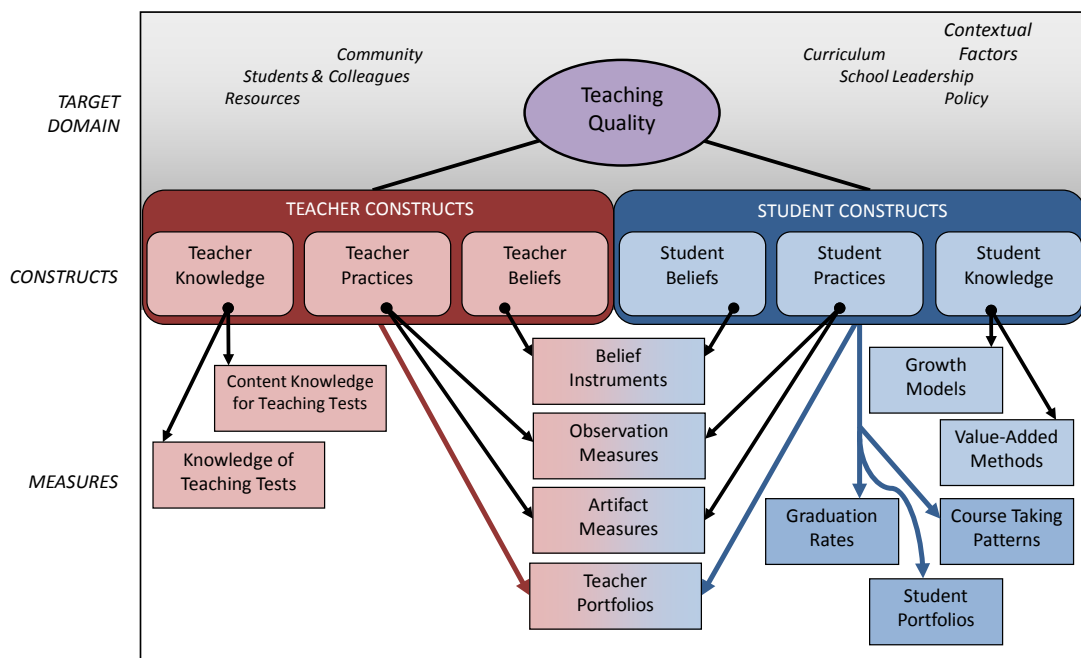 Contextual
Factors
Community
Curriculum
Students & Colleagues
School Leadership
Resources
Policy
TARGET
DOMAIN
Teaching
Quality
TEACHER CONSTRUCTS
STUDENT CONSTRUCTS
CONSTRUCTS
Teacher
Knowledge
Teacher
Practices
Teacher
Beliefs
Student
Beliefs
Student
Practices
Student
Knowledge
MEASURES
Content Knowledge
for Teaching Tests
Knowledge of
Teaching Tests
Belief
Instruments
Observation
Measures
Artifact
Measures
Teacher
Portfolios
Growth
Models
Value-Added
Methods
Graduation
Rates
Course Taking
Patterns
Student
Portfolios